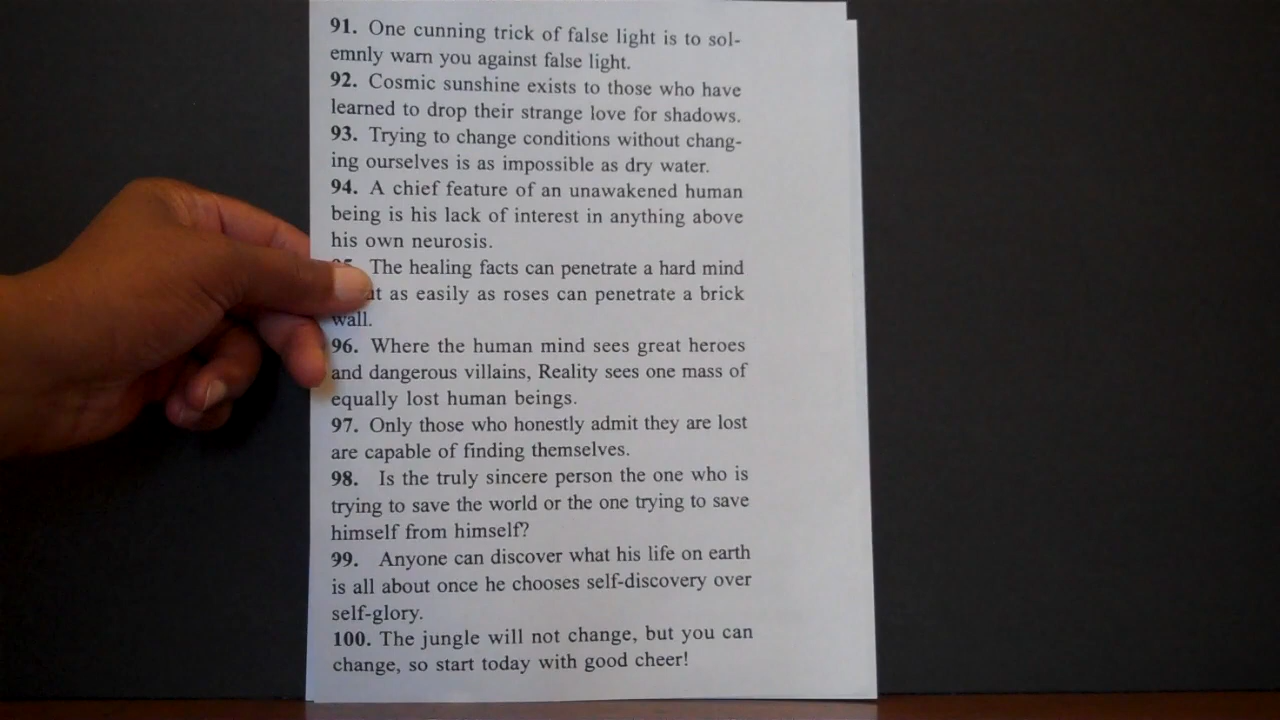 91. One cunning trick of false light is to sol-
emnly warn you against false light.
92. Cosmic sunshine exists to those who have
learned to drop their strange love for shadows.
93. Trying to change conditions without chang-
ing ourselves is as impossible as dry water.
94. A chief feature of an unawakened human
being is his lack of interest in anything above
his own neurosis.
The healing facts can penetrate a hard mind
as easily as roses can penetrate a brick
wall.
96. Where the human mind sees great heroes
and dangerous villains, Reality sees one mass of
equally lost human beings.
97. Only those who honestly admit they are lost
are capable of finding themselves.
98. Is the truly sincere person the one who is
trying to save the world or the one trying to save
himself from himself?
99. Anyone can discover what his life on earth
is all about once he chooses self-discovery over
self-glory.
100. The jungle will not change, but you can
change, so start today with good cheer!